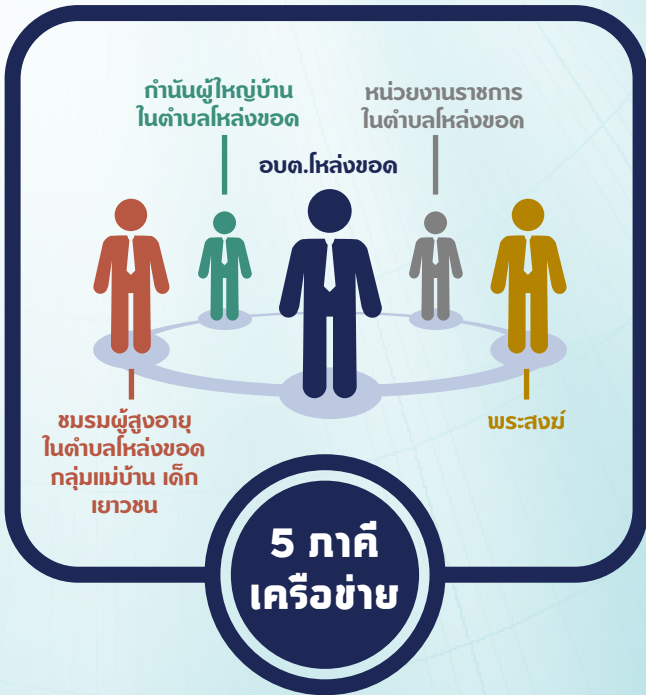 กำนันผู้ใหญ่บ้าน
ในตำบลโหล่งขอด
หน่วยงานราชการ
ในตำบลโหล่งขอด
อบต.โหล่งขอด
ชมรมผู้สูงอายุ
ในตำบลโหล่งขอด
กลุ่มแม่บ้าน เด็ก
เยาวชน
พระสงฆ์
5 ภาคี
เครือข่าย